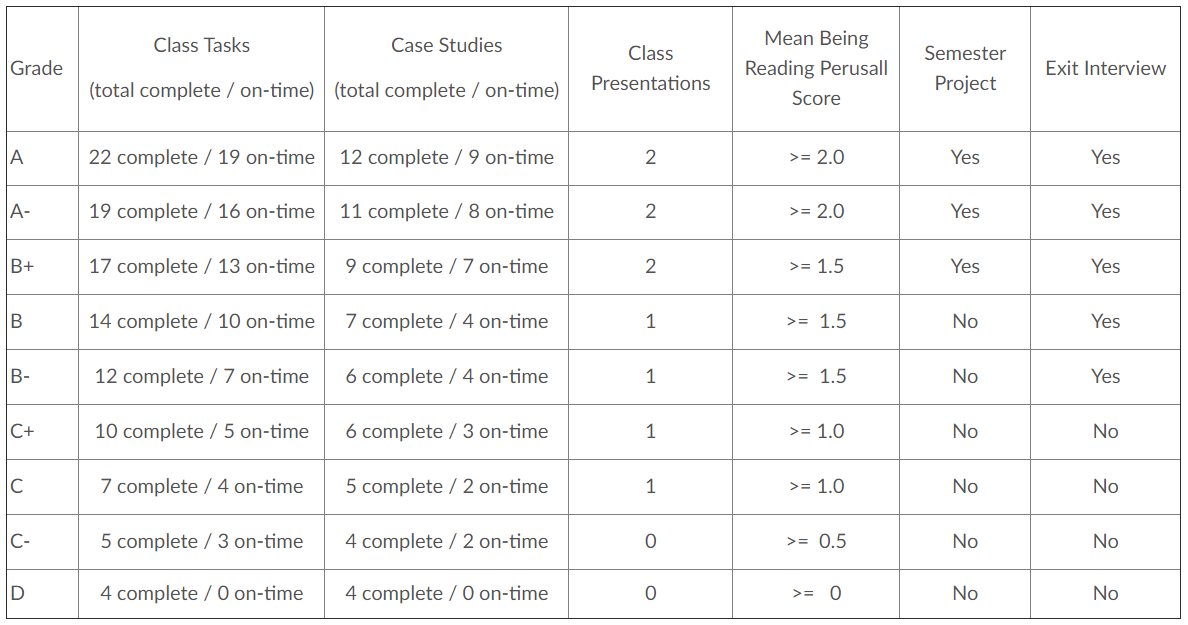 Grade Class Tasks (total complete / on-time) Case Studies (total complete / on-time) Class Presentations Mean Being Reading Perusall Score Semester Project Exit Interview
A 22 complete / 19 on-time 12 complete / 9 on-time 2 >= 2.0 Yes Yes
A- 19 complete / 16 on-time 11 complete / 8 on-time 2 >= 2.0 Yes Yes
B+ 17 complete / 13 on-time 9 complete / 7 on-time 2 >= 1.5 Yes Yes
B 14 complete / 10 on-time 7 complete / 4 on-time 1 >= 1.5 No Yes
B- 12 complete / 7 on-time 6 complete / 4 on-time 1 >= 1.5 No Yes
C+ 10 complete / 5 on-time 6 complete / 3 on-time 1 >= 1.0 No No
C 7 complete / 4 on-time 5 complete / 2 on-time 1 >= 1.0 No No
C- 5 complete / 3 on-time 4 complete / 2 on-time 0 >= 0.5 No No
D 4 complete / 0 on-time 4 complete / 0 on-time 0 >= 0 No No